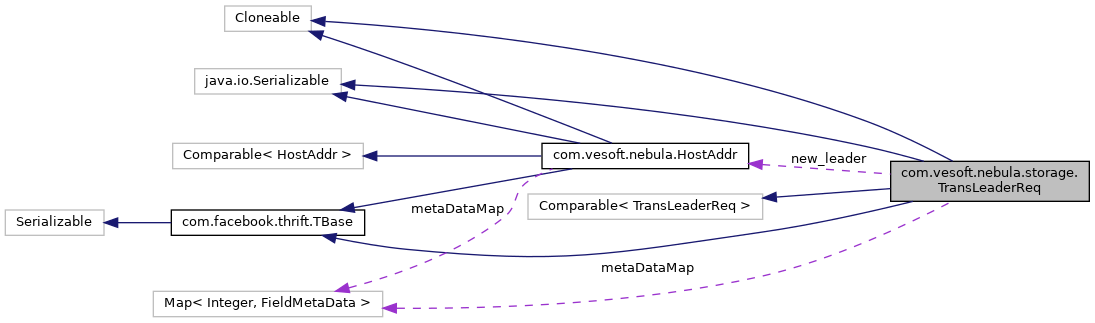 Cloneable
java.io.Serializable
Comparable< HostAddr >
com.vesoft.nebula.HostAddr
new_leader
com.vesoft.nebula.storage.
TransLeaderReq
Comparable< TransLeaderReq >
metaDataMap
Serializable
com.facebook.thrift.TBase
metaDataMap
Map< Integer, FieldMetaData >